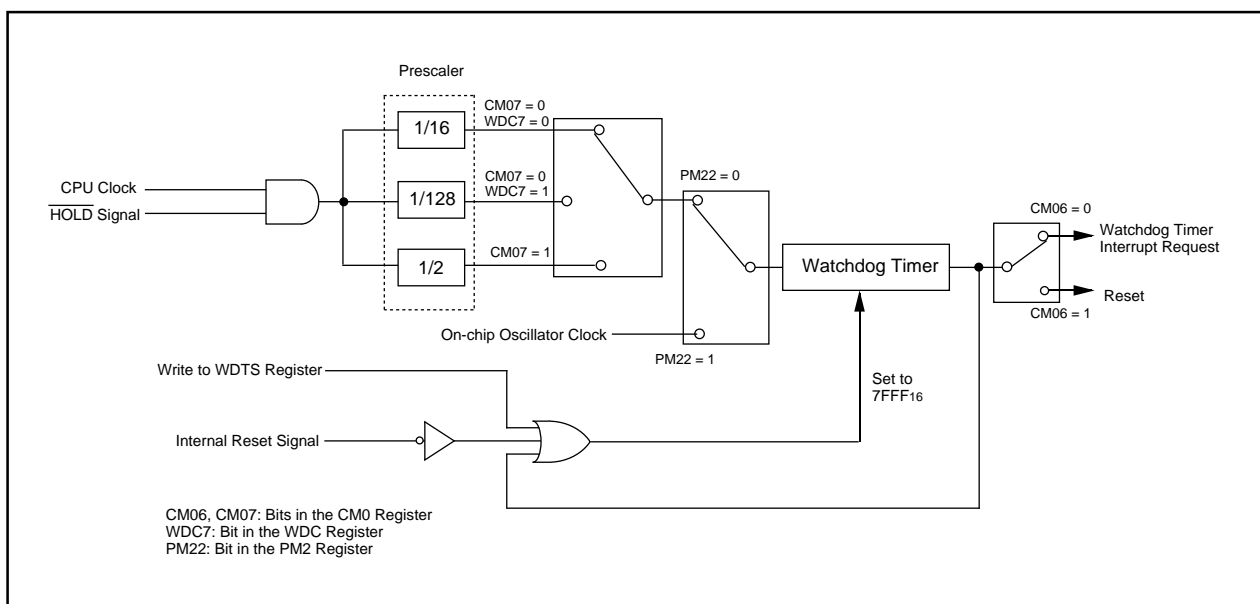 Prescaler
CM07 = 0
WDC7 = 0
1/16
CPU Clock
HOLD Signal
CM07 = 0
WDC7 = 1
1/128
CM07 = 1
1/2
PM22 = 0
On-chip Oscillator Clock
PM22 = 1
Watchdog Timer
CM06 = 0
Watchdog Timer
Interrupt Request
Reset
CM06 = 1
Write to WDTS Register
Set to
7FFF16
Internal Reset Signal
CM06, CM07: Bits in the CM0 Register
WDC7: Bit in the WDC Register
PM22: Bit in the PM2 Register